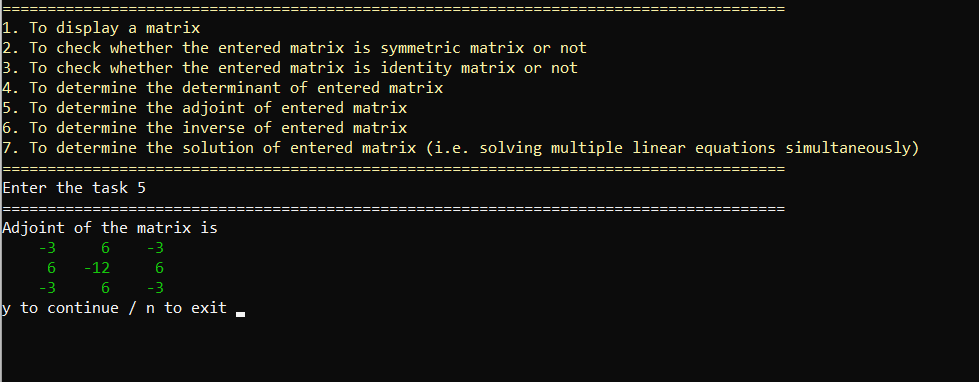 =======================================================================================
1. To display a matrix
2. To check whether the entered matrix is symmetric matrix or not
3. To check whether the entered matrix is identity matrix or not
4. To determine the determinant of entered matrix
5. To determine the adjoint of entered matrix
6. To determine the inverse of entered matrix
7. To determine the solution of entered matrix (i.e. solving multiple linear equations simultaneously)
=======================================================================================
Enter the task 5
=======================================================================================
Adjoint of the matrix is
    -3     6    -3
     6   -12     6
    -3     6    -3
y to continue / n to exit